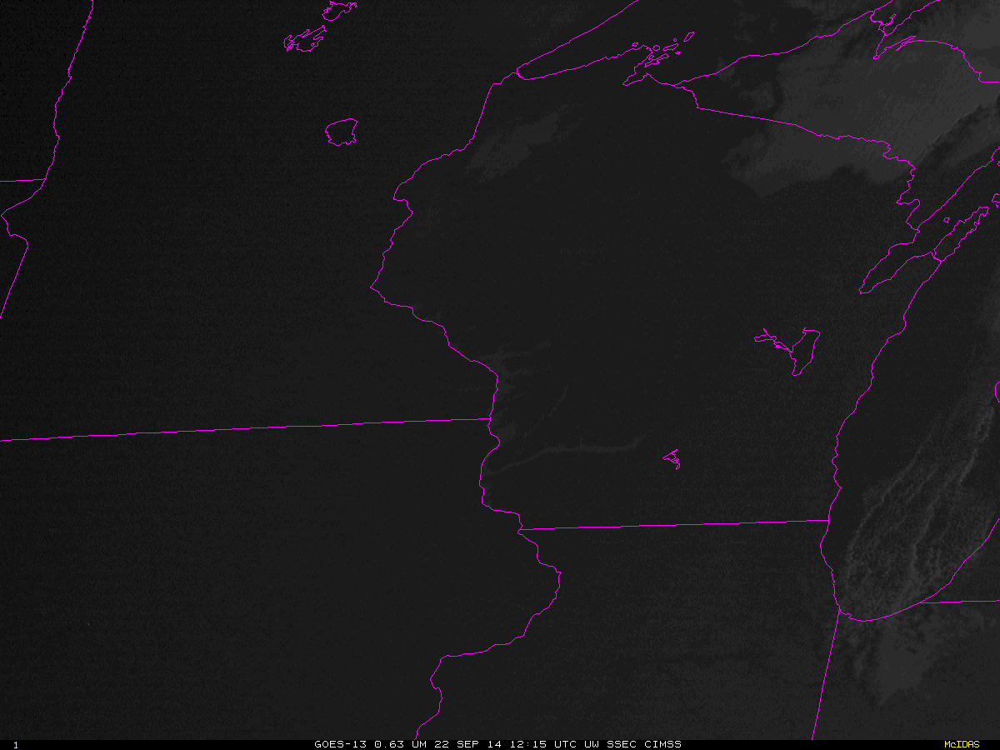 1 GOES-13 0.63 UM 22 SEP 14 12:15 UTC UW SSEC CIMSS McIDAS